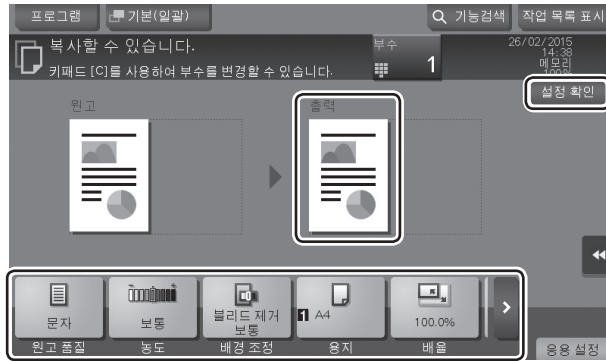 프로그램
기본(일괄)
기능검색
작업 목록 표시
복사할 수 있습니다.
키패드 [C]를 사용하여 부수를 변경할 수 있습니다.
부수
1
26/02/2015
14:38
메모리
100%
설정 확인
원고
출력
문자
보통
블리드 제거
보통
1 A4
100.0%
원고 품질
농도
배경 조정
용지
배율
응용 설정